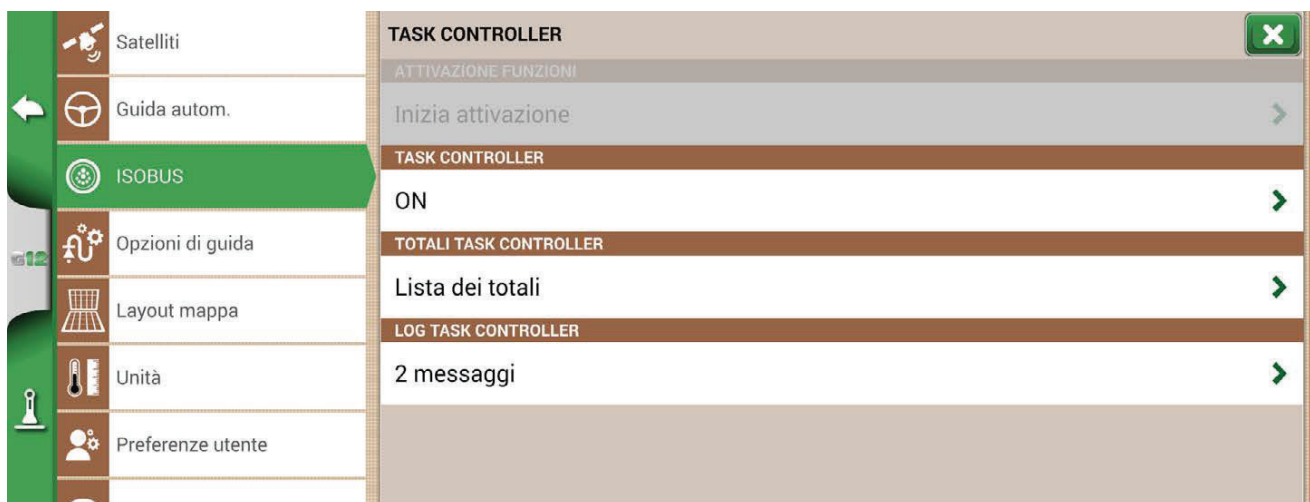 Satelliti
Guida autom.
ISOBUS
G12
Opzioni di guida
Layout mappa
Unità
Preferenze utente
TASK CONTROLLER
ATTIVAZIONE FUNZIONI
Inizia attivazione
TASK CONTROLLER
ON
TOTALI TASK CONTROLLER
Lista dei totali
LOG TASK CONTROLLER
2 messaggi